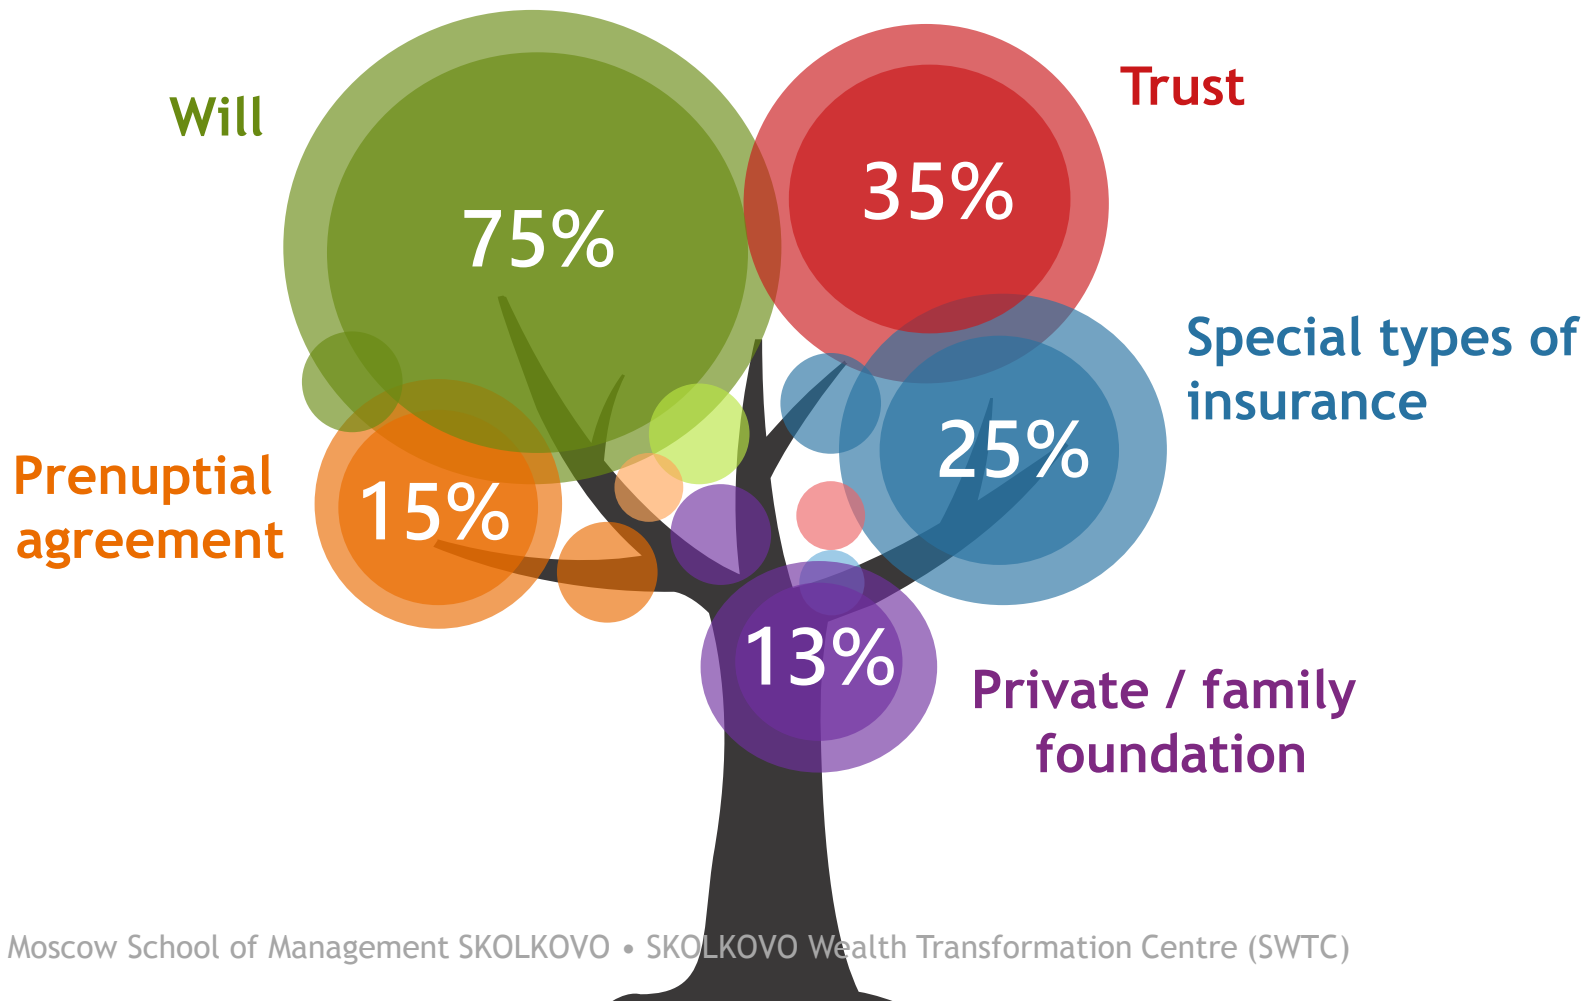 Will
75%
Trust
35%
Special types of
insurance
25%
Prenuptial
agreement
15%
13%
Private / family
foundation
Moscow School of Management SKOLKOVO • SKOLKOVO Wealth Transformation Centre (SWTC)